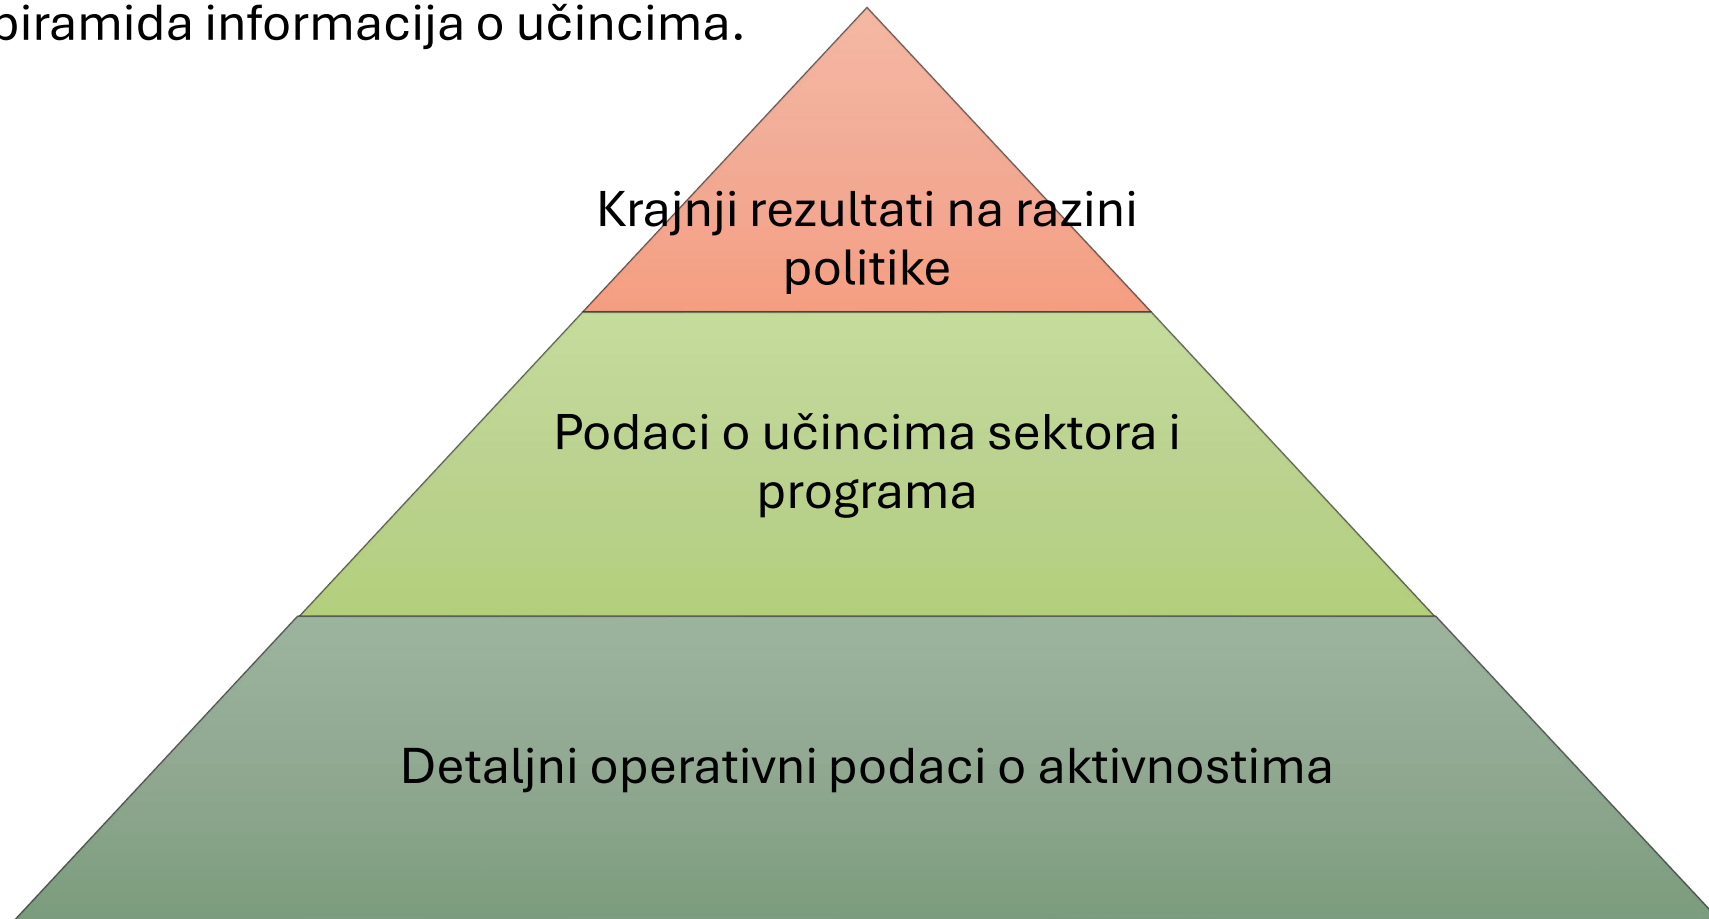 piramida informacija o učincima.
Krajnji rezultati na razini
politike
Podaci o učincima sektora i
programa
Detaljni operativni podaci o aktivnostima